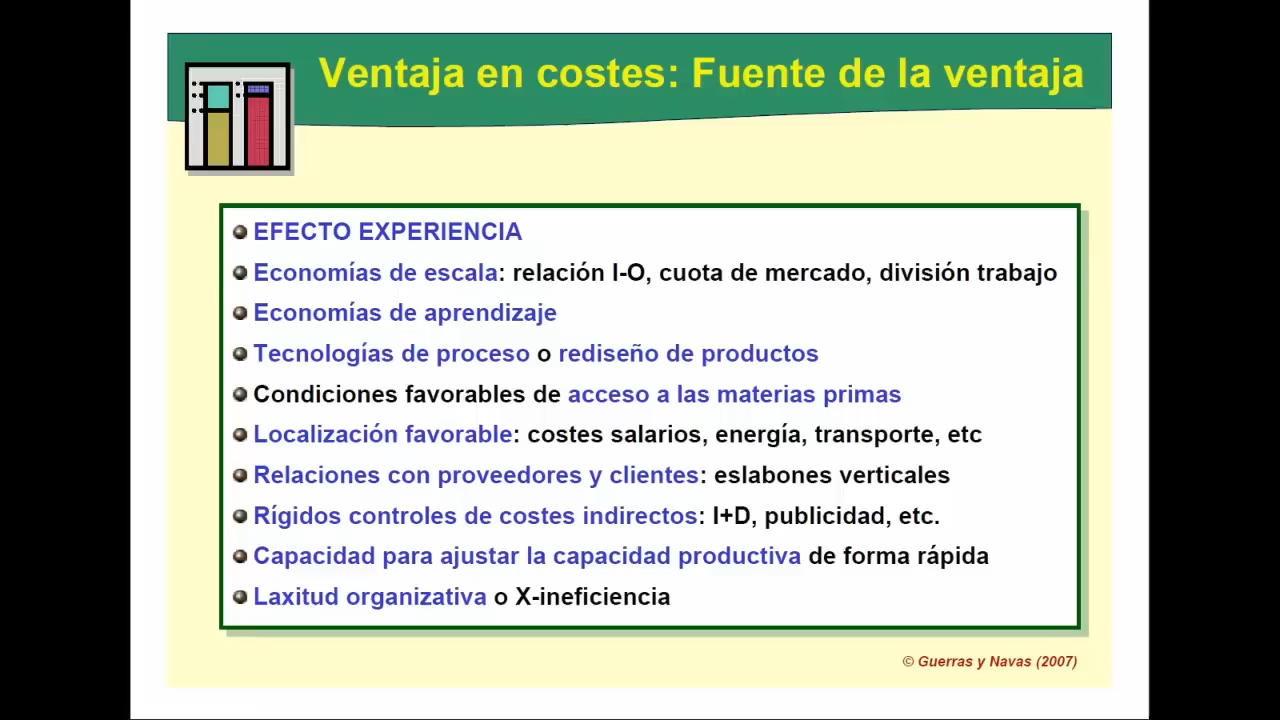 Ventaja en costes: Fuente de la ventaja
EFECTO EXPERIENCIA
Economías de escala: relación I-O, cuota de mercado, división trabajo
Economías de aprendizaje
Tecnologías de proceso o rediseño de productos
Condiciones favorables de acceso a las materias primas
Localización favorable: costes salarios, energía, transporte, etc
Relaciones con proveedores y clientes: eslabones verticales
Rígidos controles de costes indirectos: I+D, publicidad, etc.
Capacidad para ajustar la capacidad productiva de forma rápida
Laxitud organizativa o X-ineficiencia
© Guerras y Navas (2007)